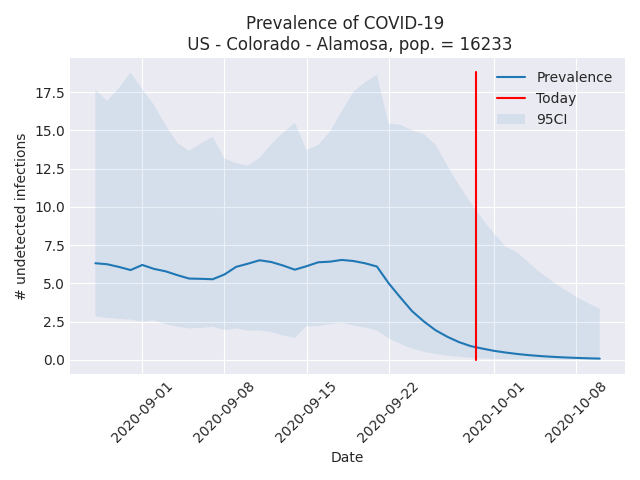 Prevalence of COVID-19
US - Colorado - Alamosa, pop. = 16233
Prevalence
Today
95CI
17.5
15.0
12.5
10.0
7.5
5.0
2.5
0.0
# undetected infections
2020-09-01
2020-09-08
2020-09-15
2020-09-22
2020-10-01
2020-10-08
Date